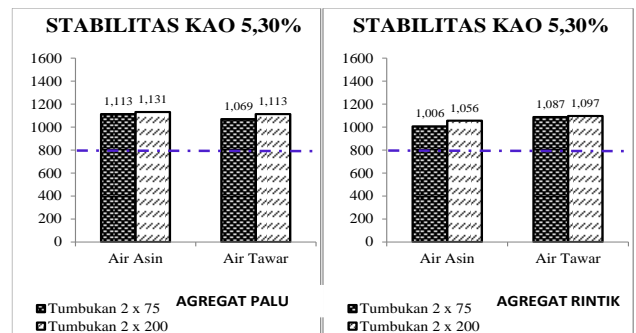 STABILITAS KAO 5,30%
1600
1400
1200
1000
800
600
400
200
0
1,113
1,131
1,069
1,113
Air Asin
Air Tawar
Tumbukan 2 x 75
Tumbukan 2 x 200
AGREGAT PALU
STABILITAS KAO 5,30%
1600
1400
1200
1000
800
600
400
200
0
1,006
1,056
1,087
1,097
Air Asin
Air Tawar
Tumbukan 2 x 75
Tumbukan 2 x 200
AGREGAT RINTIK